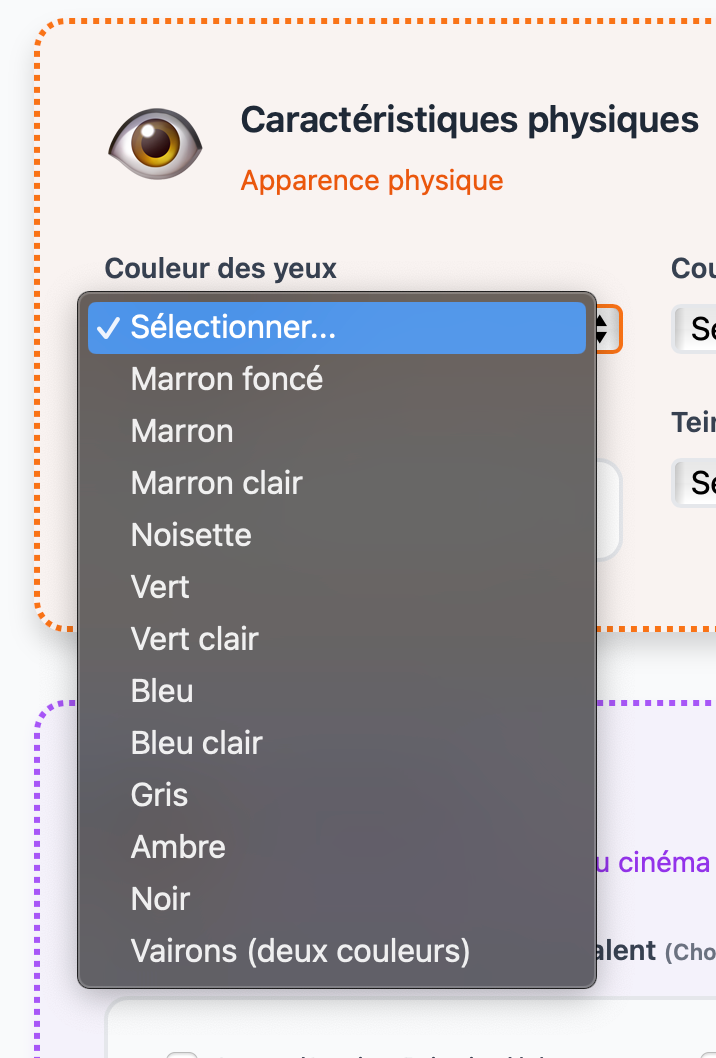 Caractéristiques physiques
Apparence physique
Couleur des yeux
Sélectionner...
Marron foncé
Marron
Marron clair
Noisette
Vert
Vert clair
Bleu
Bleu clair
Gris
Ambre
Noir
Vairons (deux couleurs)
cinéma